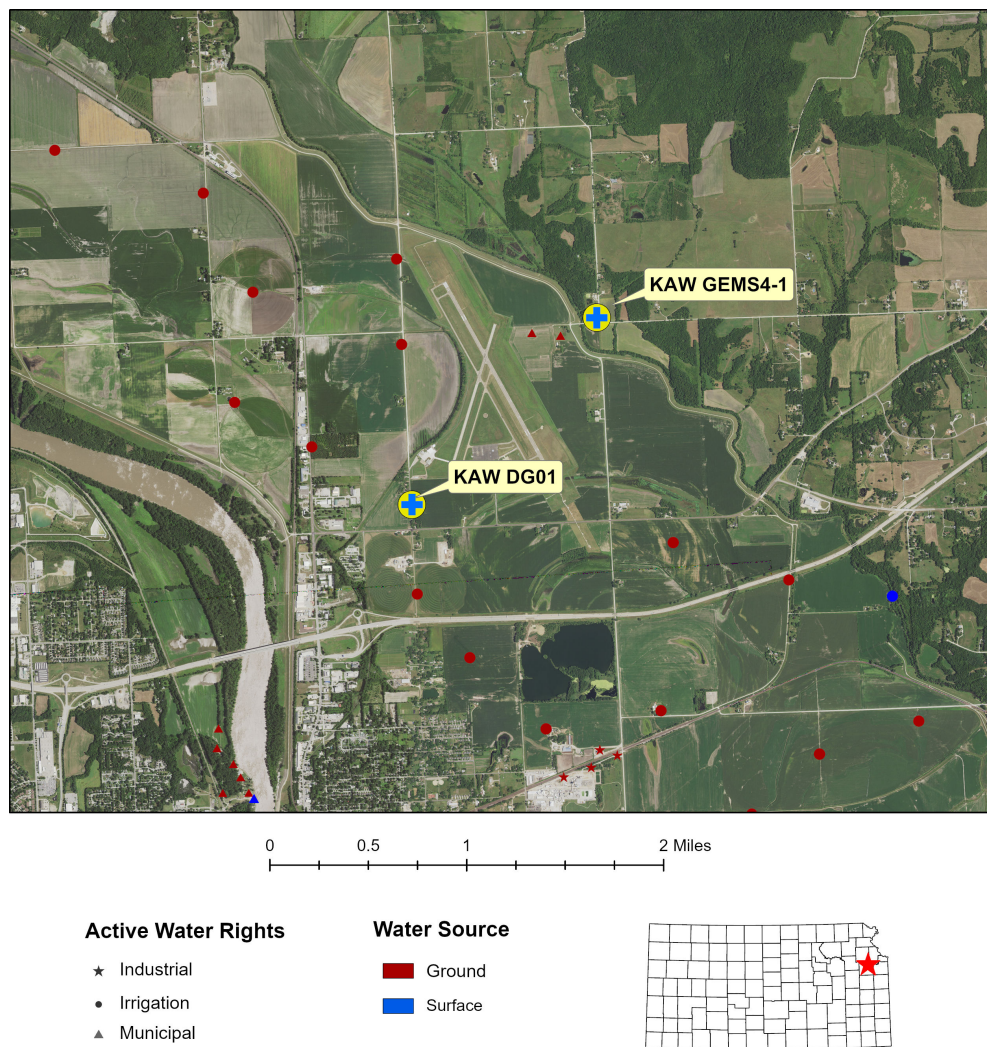 KAW GEMS4-1
KAW DG01
0 0.5 1 2 Miles
Active Water Rights
Industrial
Irrigation
Municipal
Water Source
Ground
Surface